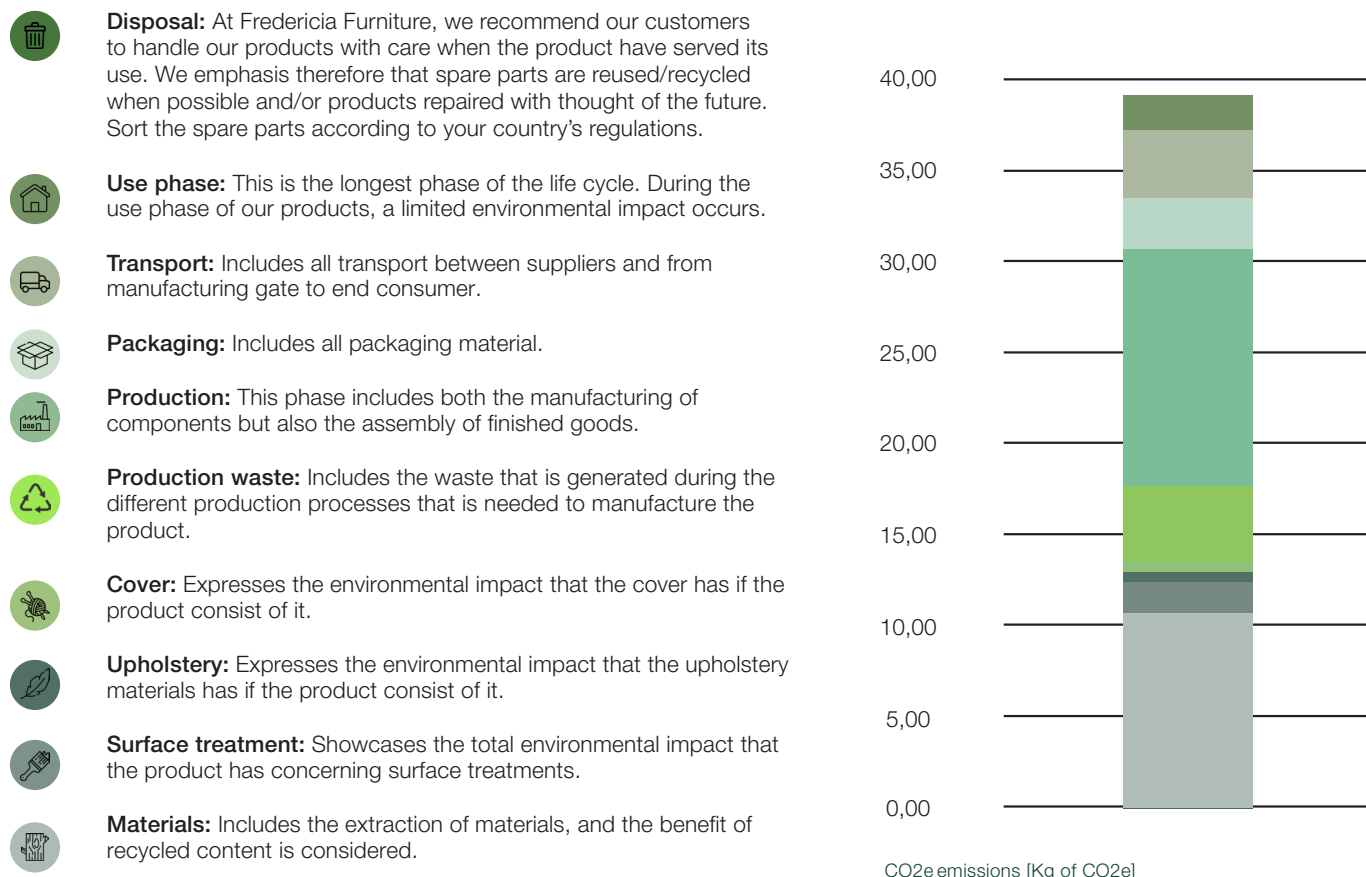 Disposal: At Fredericia Furniture, we recommend our customers
to handle our products with care when the product have served its
use. We emphasis therefore that spare parts are reused/recycled
when possible and/or products repaired with thought of the future.
Sort the spare parts according to your country's regulations.
Use phase: This is the longest phase of the life cycle. During the
use phase of our products, a limited environmental impact occurs.
Transport: Includes all transport between suppliers and from
manufacturing gate to end consumer.
Packaging: Includes all packaging material.
Production: This phase includes both the manufacturing of
components but also the assembly of finished goods.
Production waste: Includes the waste that is generated during the
different production processes that is needed to manufacture the
product.
Cover: Expresses the environmental impact that the cover has if the
product consist of it.
Upholstery: Expresses the environmental impact that the upholstery
materials has if the product consist of it.
Surface treatment: Showcases the total environmental impact that
the product has concerning surface treatments.
Materials: Includes the extraction of materials, and the benefit of
recycled content is considered.
40,00
35,00
30,00
25,00
20,00
15,00
10,00
5,00
0,00
CO2e emissions [Kg of CO2e]